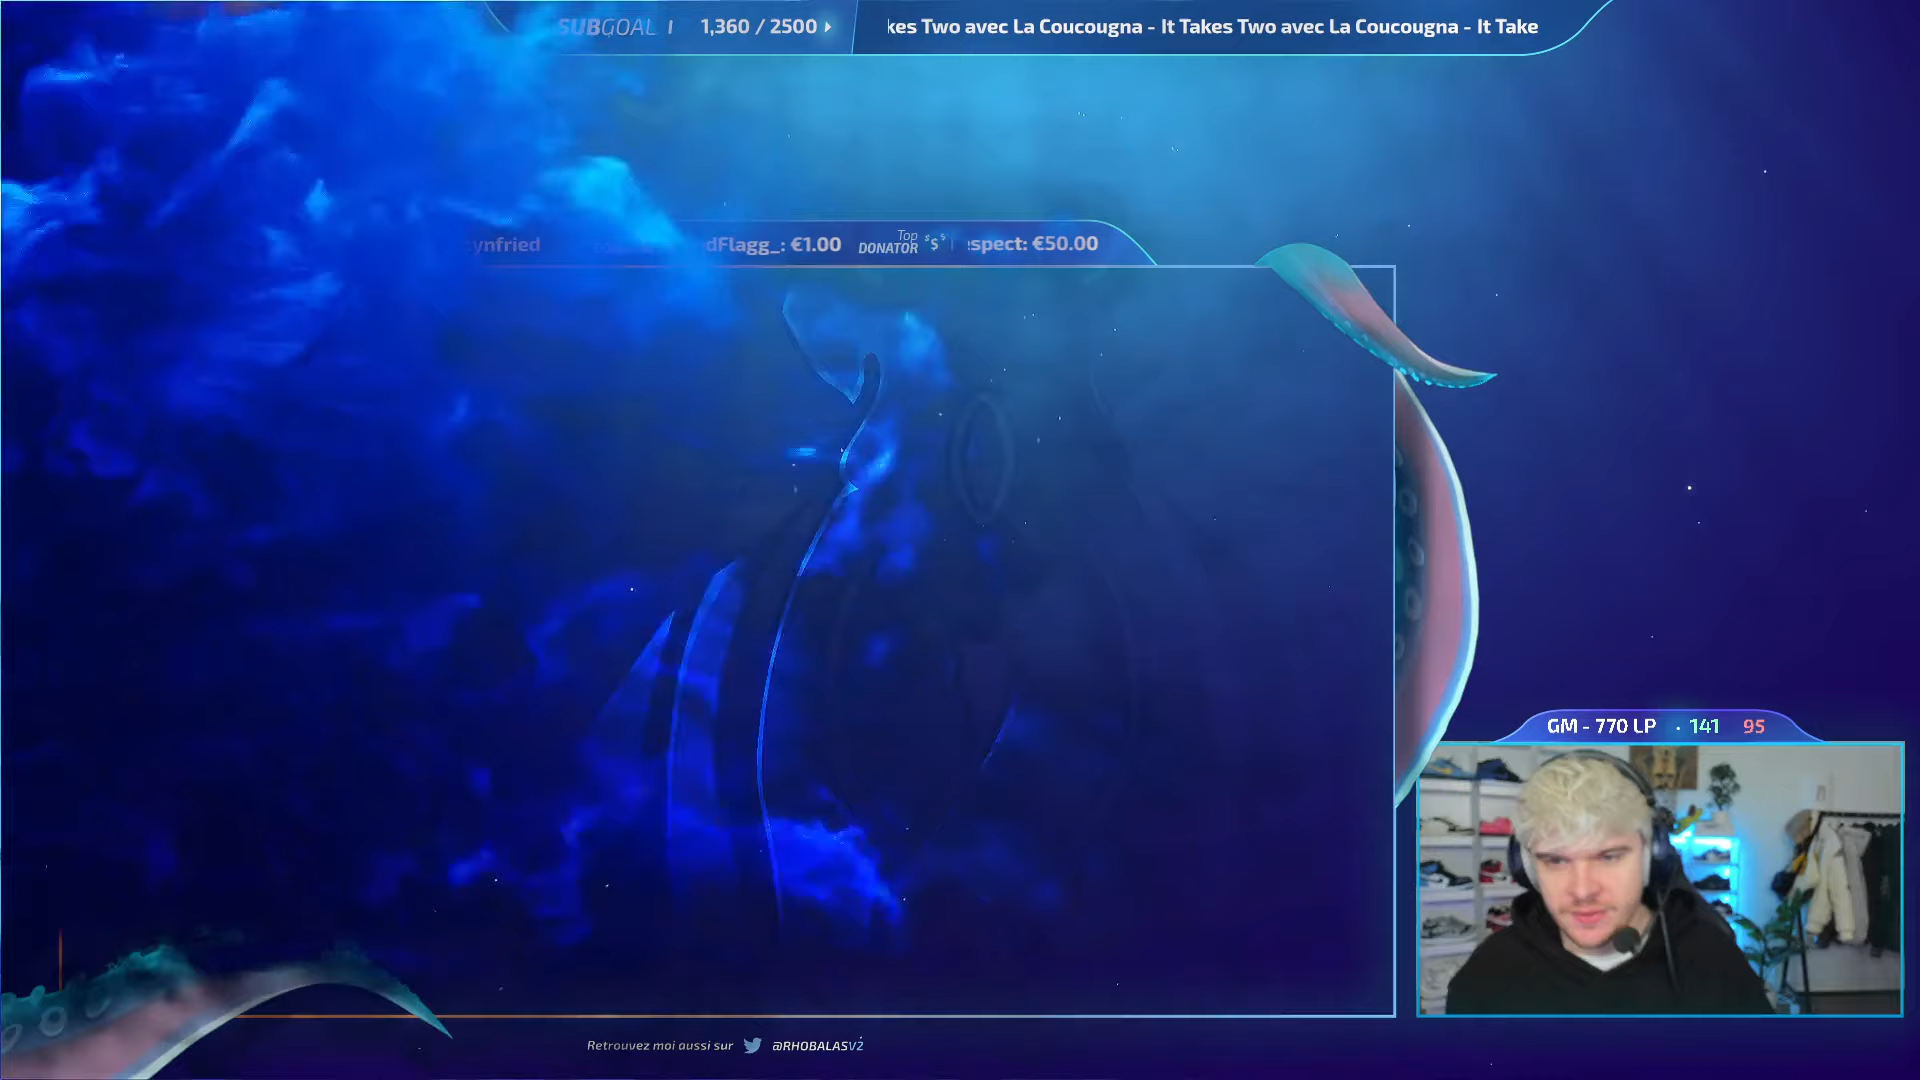 SUBGOAL | 1,360 / 2500
kes Two avec La Coucougna - It Takes Two avec La Coucougna - It Take
cynfried
dFlagg_: €1.00
Top
DONATOR
spect: €50.00
GM - 770 LP · 141 95
Retrouvez moi aussi sur @RHOBALASV2